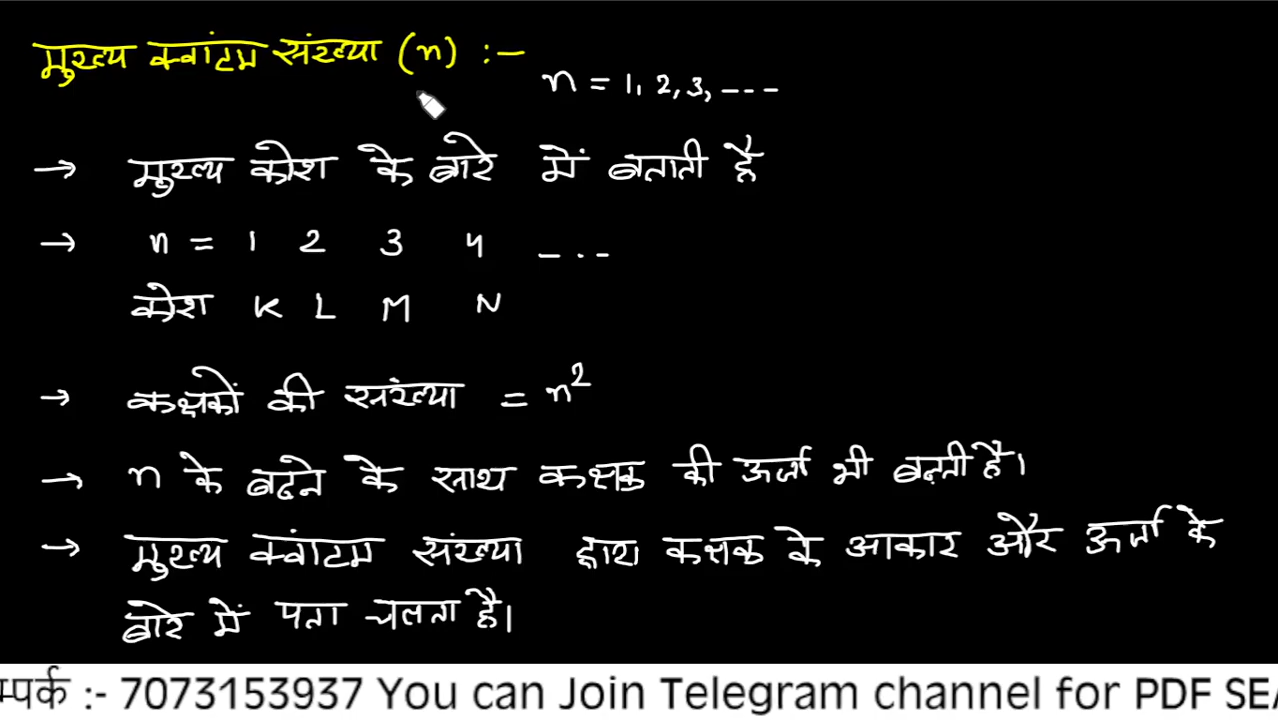 मुख्य क्वांटम संख्या (n) :-
n = 1, 2, 3, ----
→ मुख्य कोश के बारे में बताती है
→ n = 1 2 3 4 - . --
कोश K L M N
→ कक्षकों की संख्या = n²
→ n के बढ़ने के साथ कक्षक की ऊर्जा भी बढ़ती है।
→ मुख्य क्वांटम संख्या द्वारा कक्षक के आकार और ऊर्जा के
बारे में पता चलता है।
म्पर्क :- 7073153937 You can Join Telegram channel for PDF SEA